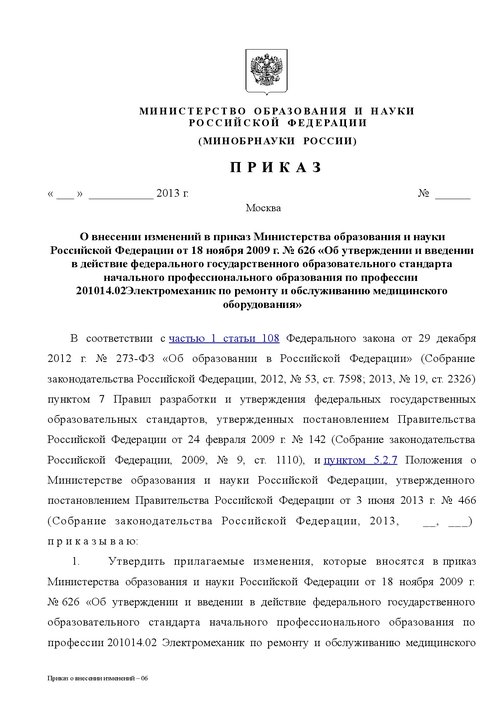 МИНИСТЕРСТВО ОБРАЗОВАНИЯ И НАУКИ
РОССИЙСКОЙ ФЕДЕРАЦИИ
(МИНОБРНАУКИ РОССИИ)
ПРИКАЗ
« ___ » ____________ 2013 г. № ______
Москва
О внесении изменений в приказ Министерства образования и науки
Российской Федерации от 18 ноября 2009 г. № 626 «Об утверждении и введении
в действие федерального государственного образовательного стандарта
начального профессионального образования по профессии
201014.02Электромеханик по ремонту и обслуживанию медицинского
оборудования»
В соответствии с частью 1 статьи 108 Федерального закона от 29 декабря
2012 г. № 273-ФЗ «Об образовании в Российской Федерации» (Собрание
законодательства Российской Федерации, 2012, № 53, ст. 7598; 2013, № 19, ст. 2326)
пунктом 7 Правил разработки и утверждения федеральных государственных
образовательных стандартов, утвержденных постановлением Правительства
Российской Федерации от 24 февраля 2009 г. № 142 (Собрание законодательства
Российской Федерации, 2009, № 9, ст. 1110), и пунктом 5.2.7 Положения о
Министерстве образования и науки Российской Федерации, утвержденного
постановлением Правительства Российской Федерации от 3 июня 2013 г. № 466
(Собрание законодательства Российской Федерации, 2013, __, ___)
приказываю:
1. Утвердить прилагаемые изменения, которые вносятся в приказ
Министерства образования и науки Российской Федерации от 18 ноября 2009 г.
№ 626 «Об утверждении и введении в действие федерального государственного
образовательного стандарта начального профессионального образования по
профессии 201014.02 Электромеханик по ремонту и обслуживанию медицинского
Приказ о внесении изменений – 06